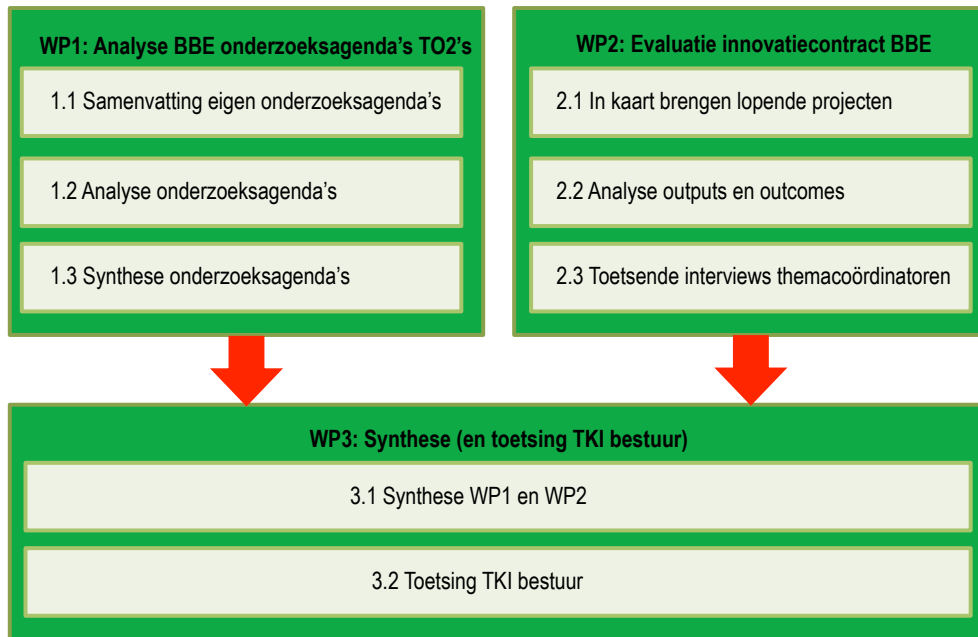 WP1: Analyse BBE onderzoeksagenda’s TO2’s
1.1 Samenvatting eigen onderzoeksagenda’s
1.2 Analyse onderzoeksagenda’s
1.3 Synthese onderzoeksagenda’s
WP2: Evaluatie innovatiecontract BBE
2.1 In kaart brengen lopende projecten
2.2 Analyse outputs en outcomes
2.3 Toetsende interviews themacoördinatoren
WP3: Synthese (en toetsing TKI bestuur)
3.1 Synthese WP1 en WP2
3.2 Toetsing TKI bestuur